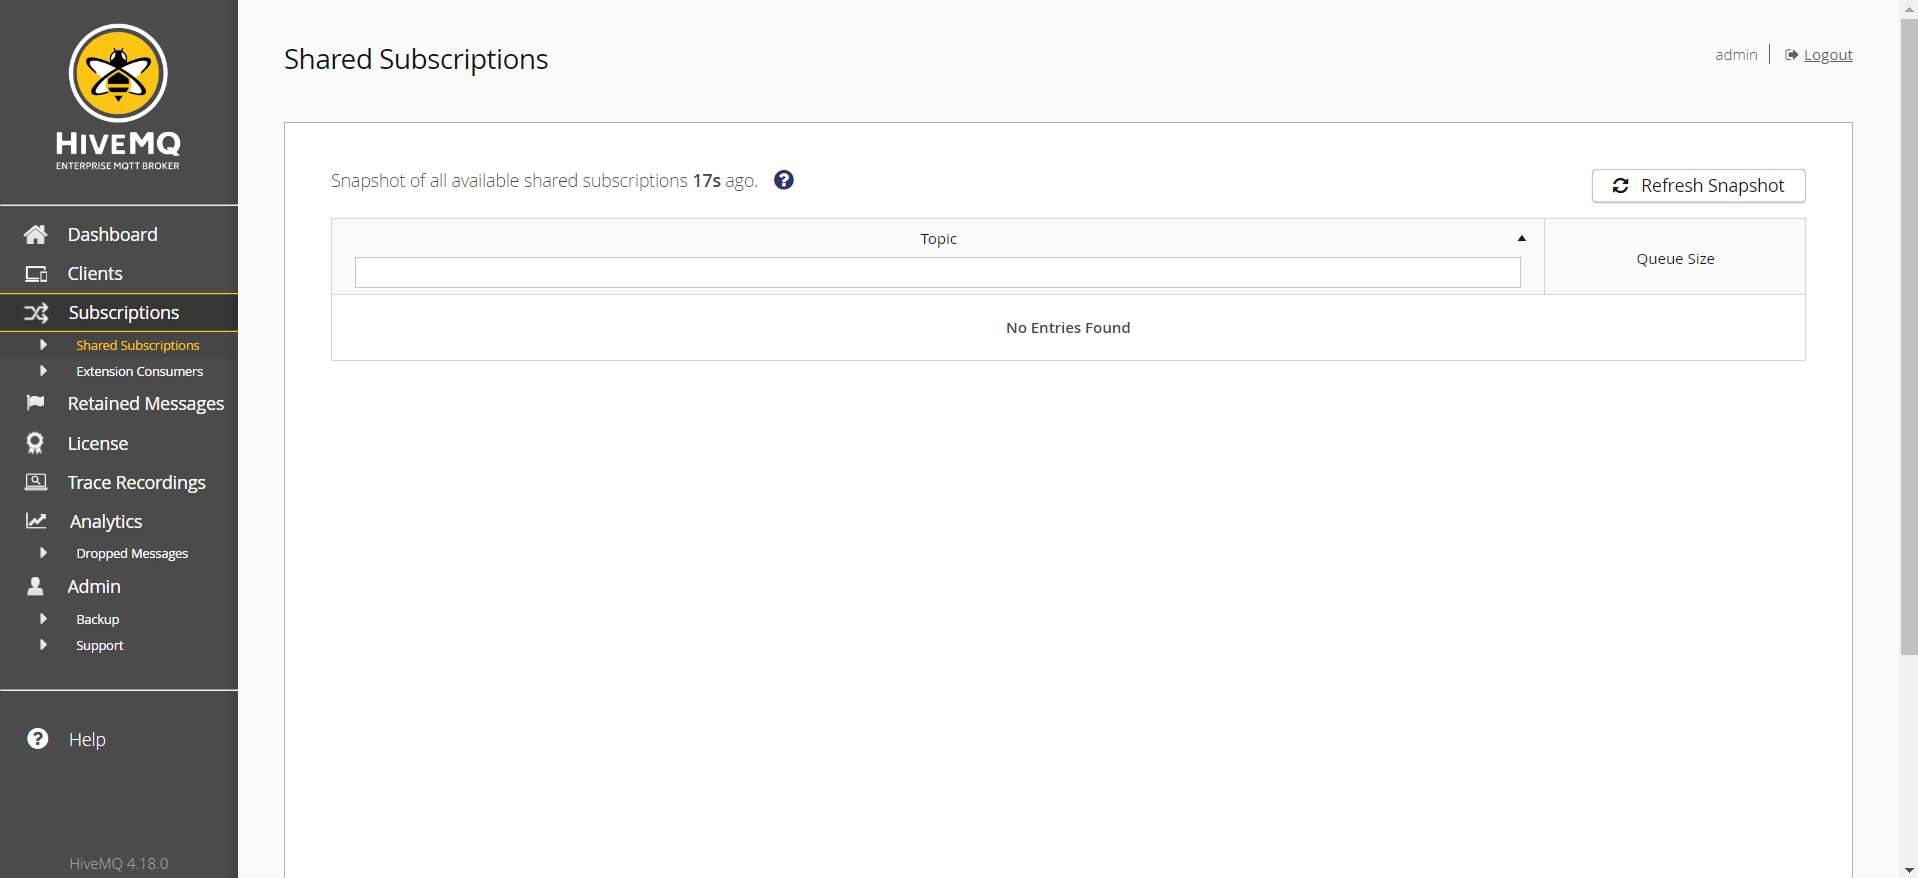 HIVEMQ
ENTERPRISE MQTT BROKER
Dashboard
Clients
Subscriptions
Shared Subscriptions
Extension Consumers
Retained Messages
License
Trace Recordings
Analytics
Dropped Messages
Admin
Backup
Support
Help
HiveMQ 4.18.0
Shared Subscriptions
admin
Logout
Snapshot of all available shared subscriptions 17s ago.
Refresh Snapshot
Topic
Queue Size
No Entries Found